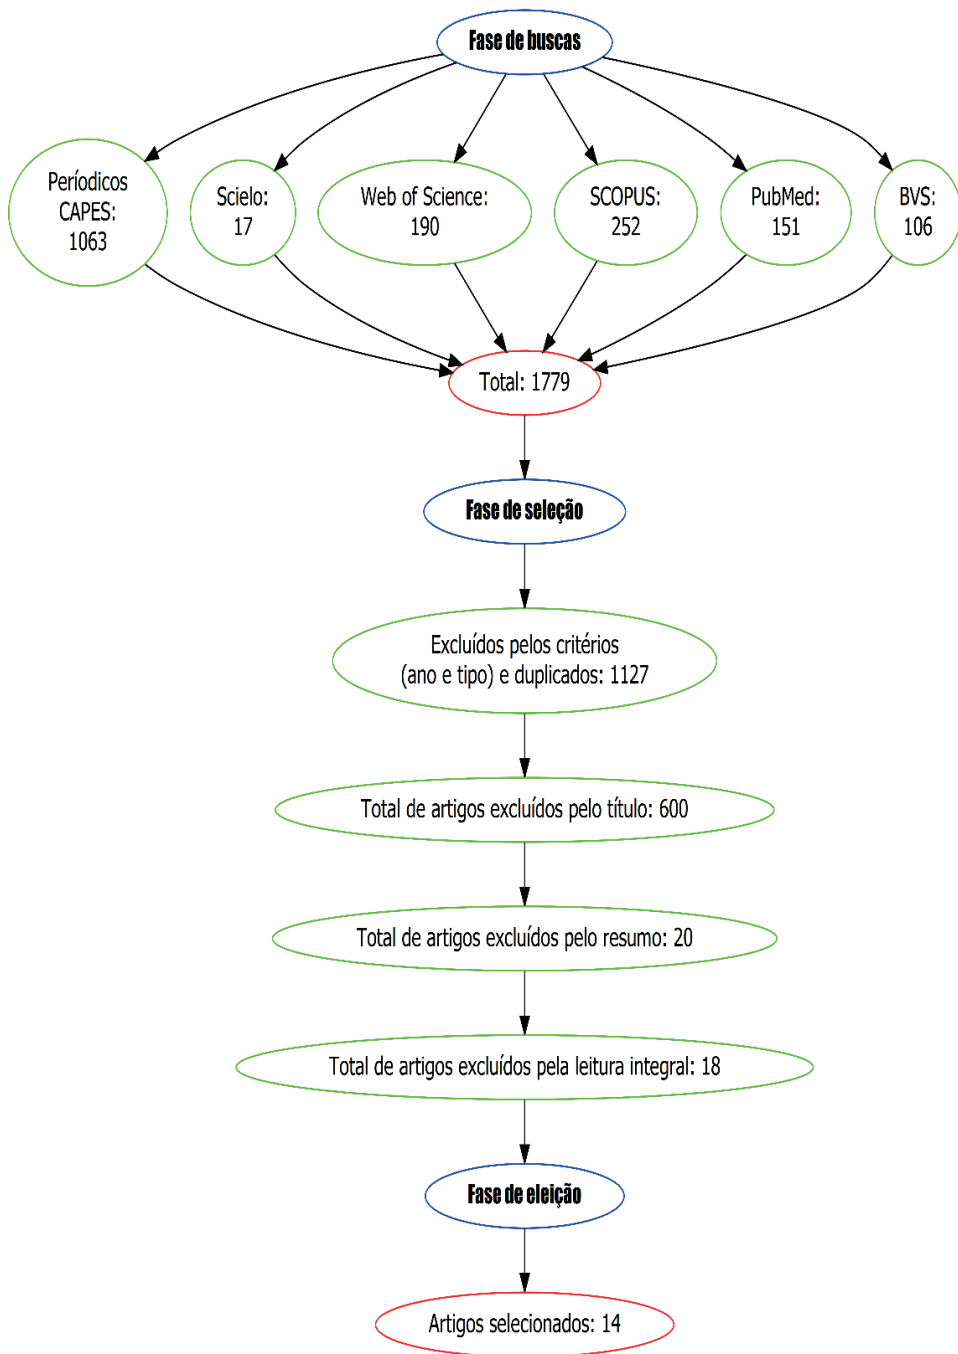 Fase de buscas
Períodicos
CAPES:
1063
Scielo:
17
Web of Science:
190
SCOPUS:
252
PubMed:
151
BVS:
106
Total: 1779
Fase de seleção
Excluídos pelos critérios
(ano e tipo) e duplicados: 1127
Total de artigos excluídos pelo título: 600
Total de artigos excluídos pelo resumo: 20
Total de artigos excluídos pela leitura integral: 18
Fase de eleição
Artigos selecionados: 14